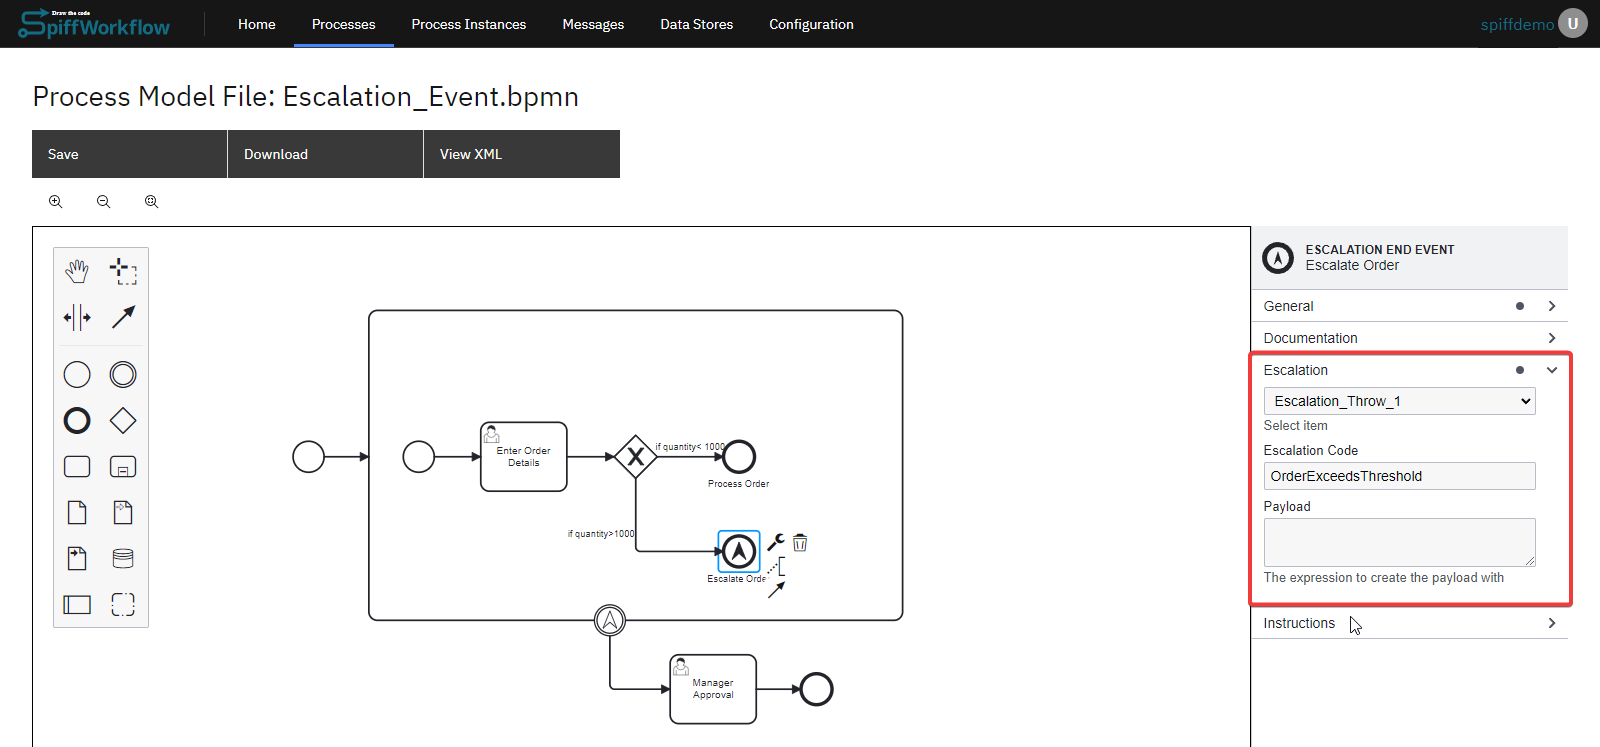 Draw the code
SpiffWorkflow
Home
Processes
Process Instances
Messages
Data Stores
Configuration
spiffdemo
U
Process Model File: Escalation_Event.bpmn
Save
Download
View XML
ESCALATION END EVENT
Escalate Order
General
Documentation
Escalation
Escalation_Throw_1
Select item
Escalation Code
OrderExceedsThreshold
Payload
The expression to create the payload with
Instructions
Enter Order
Details
if quantity< 1000
Process Order
if quantity>1000
Escalate Orde
Manager
Approval